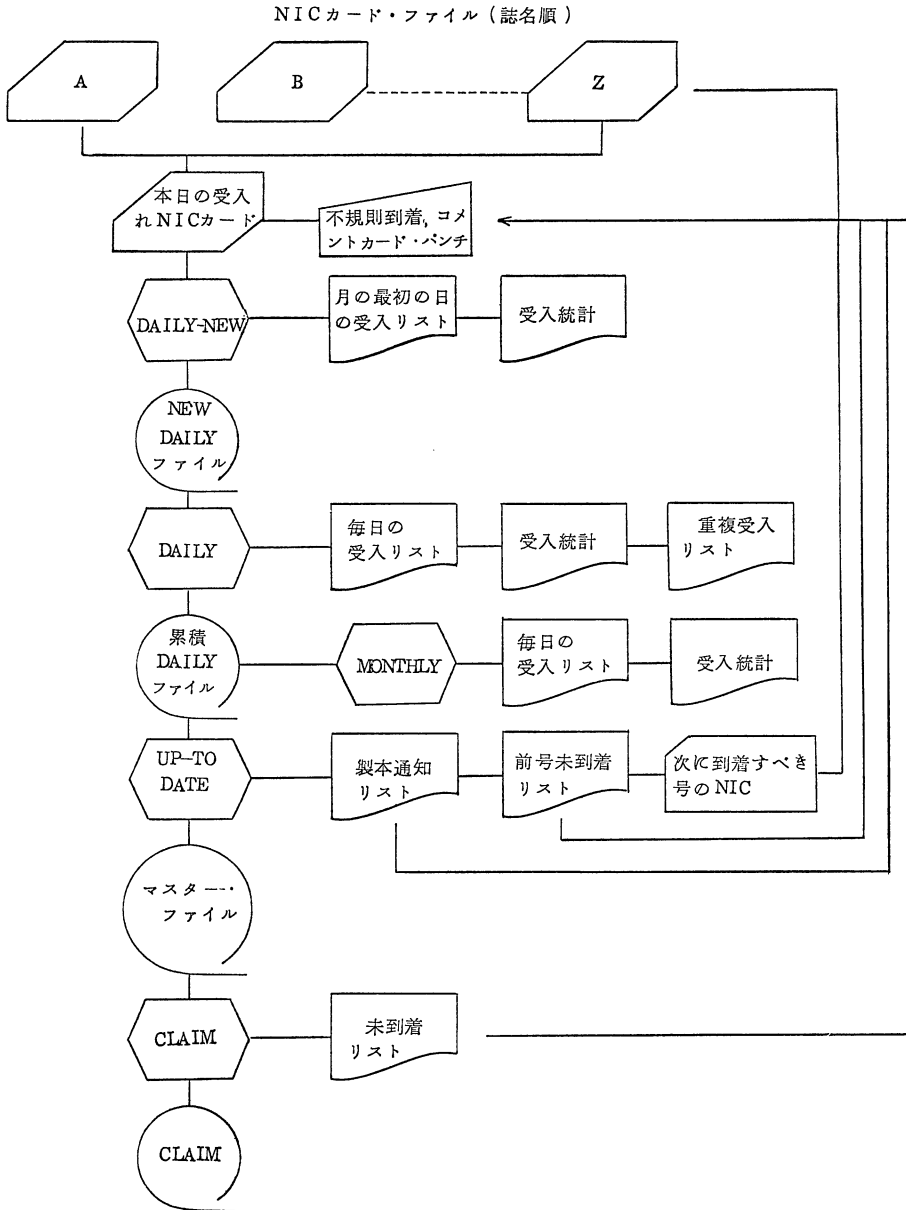 NICカード・ファイル(誌名順)
A
B
Z
本日の受入
れNICカード
不規則到着,コメ
ントカード・パンチ
DAILY-NEW
月の最初の日
の受入リスト
受入統計
NEW
DAILY
ファイル
DAILY
毎日の
受入リスト
受入統計
重複受入
リスト
累積
DAILY
ファイル
MONTHLY
毎日の
受入リスト
受入統計
UP-TO
DATE
製本通知
リスト
前号未到着
リスト
次に到着すべき
号のNIC
マスター・
ファイル
CLAIM
未到着
リスト
CLAIM